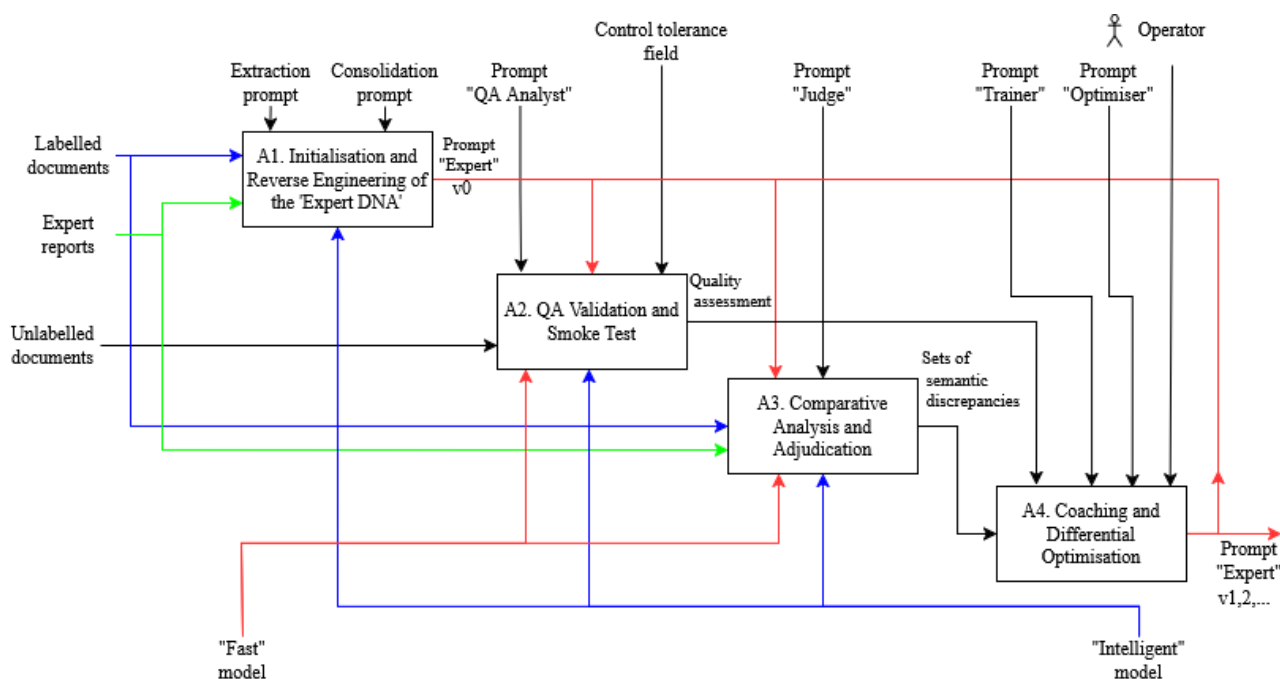 Control tolerance
field
Operator
Extraction
prompt
Consolidation
prompt
Prompt
"QA Analyst"
Prompt
"Judge"
Prompt
"Trainer"
Prompt
"Optimiser"
Labelled
documents
A1. Initialisation and
Reverse Engineering of
the 'Expert DNA'
Prompt
"Expert"
v0
Expert
reports
Unlabelled
documents
A2. QA Validation and
Smoke Test
Quality
assessment
A3. Comparative
Analysis and
Adjudication
Sets of
semantic
discrepancies
A4. Coaching and
Differential
Optimisation
Prompt
"Expert"
v1,2,...
"Fast"
model
"Intelligent"
model